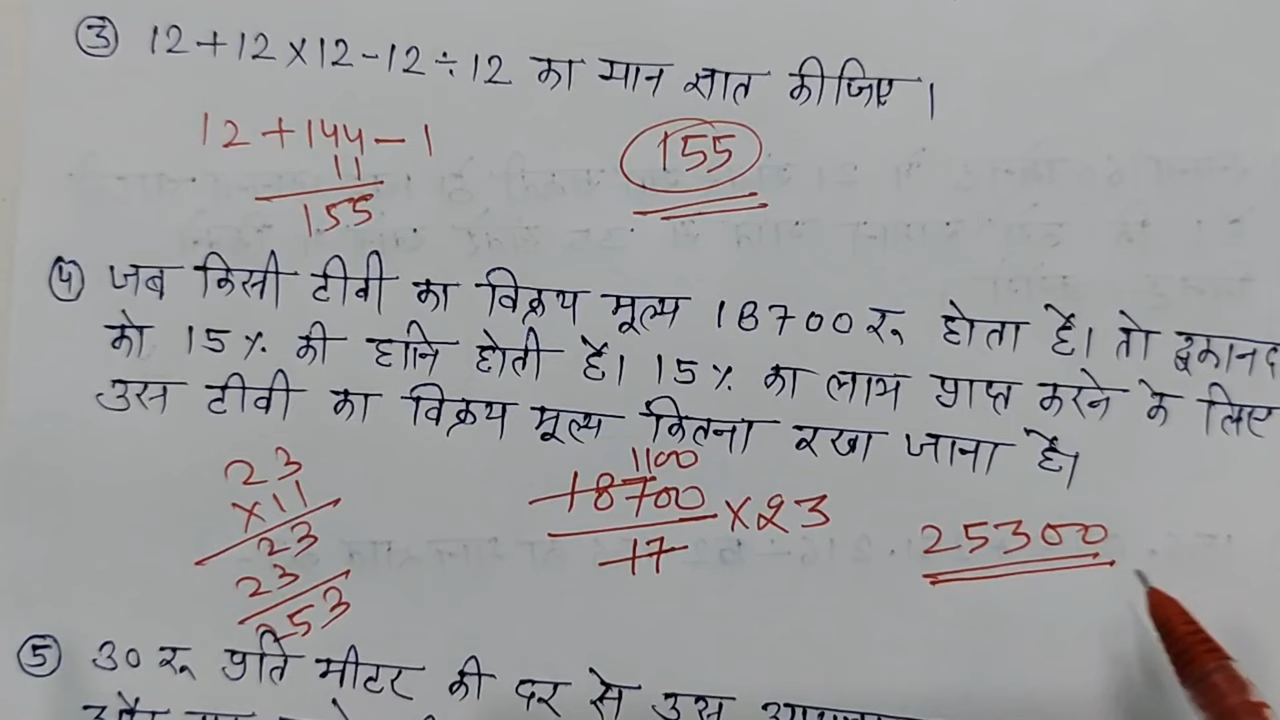 ③ 12+12×12-12÷12 का मान ज्ञात कीजिए।
12+144-1
11
155
155
④ जब किसी टीवी का विक्रय मूल्य 18700 रू होता है। तो दुकानद
को 15% की हानि होती है। 15% का लाभ प्राप्त करने के लिए
उस टीवी का विक्रय मूल्य कितना रखा जाना है।
23
×11
23
23
253
1100
18700
17
×23
25300
⑤ 30 रू प्रति मीटर की दर से उस